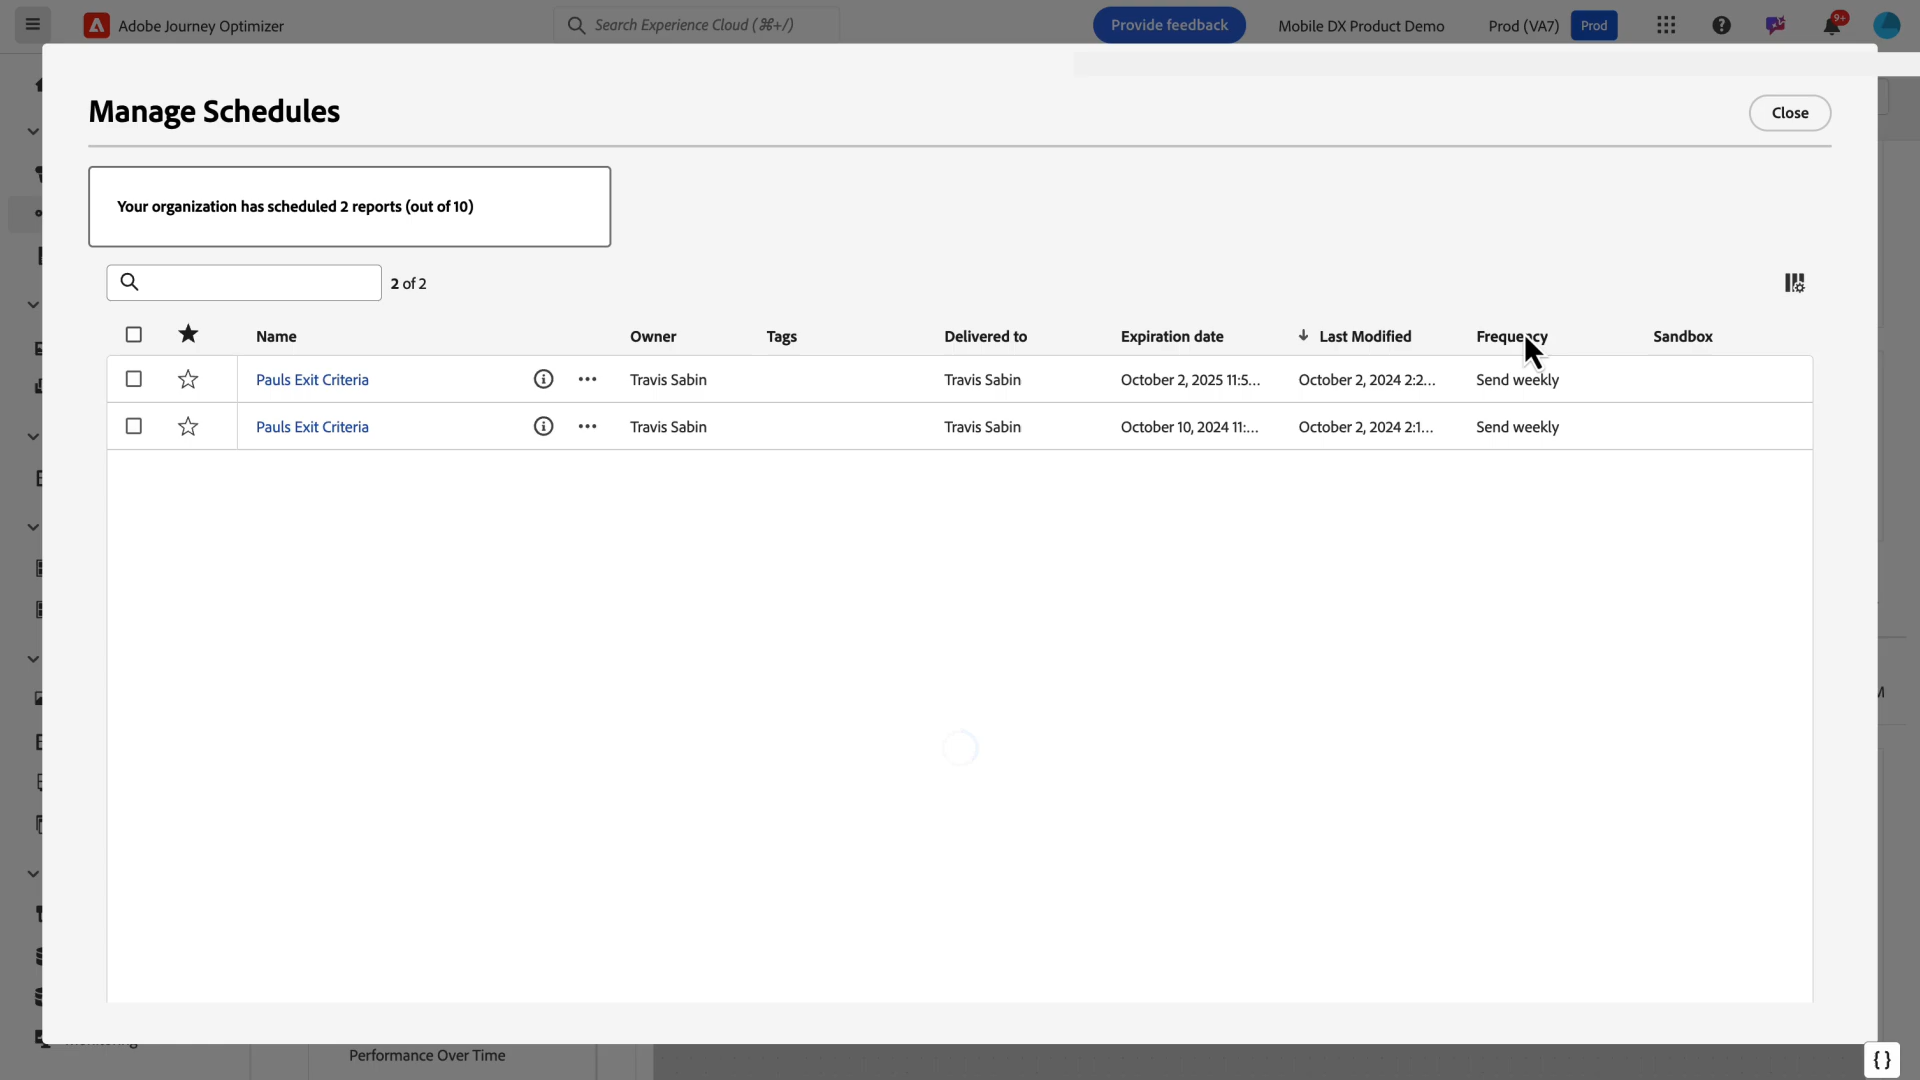 Adobe Journey Optimizer
Search Experience Cloud (⌘+/)
Provide feedback
Mobile DX Product Demo
Prod (VA7)
Prod
9+
Manage Schedules
Close
Your organization has scheduled 2 reports (out of 10)
2 of 2
Name Owner Tags Delivered to Expiration date Last Modified Frequency Sandbox
Pauls Exit Criteria Travis Sabin Travis Sabin October 2, 2025 11:5... October 2, 2024 2:2... Send weekly
Pauls Exit Criteria Travis Sabin Travis Sabin October 10, 2024 11:... October 2, 2024 2:1... Send weekly
Performance Over Time
{ }